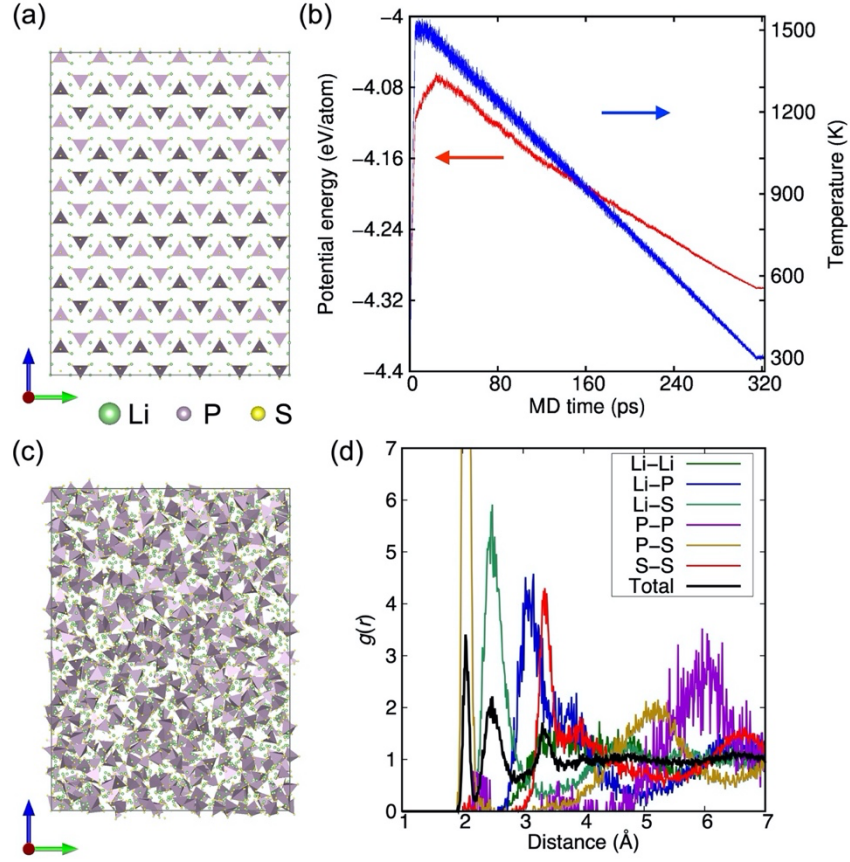 (a)
Li P S
(b)
Potential energy (eV/atom)
−4
−4.08
−4.16
−4.24
−4.32
−4.4
1500
1200
900
600
300
Temperature (K)
0 80 160 240 320
MD time (ps)
(c)
(d)
g(r)
7
6
5
4
3
2
1
0
Li−Li
Li−P
Li−S
P−P
P−S
S−S
Total
1 2 3 4 5 6 7
Distance (Å)